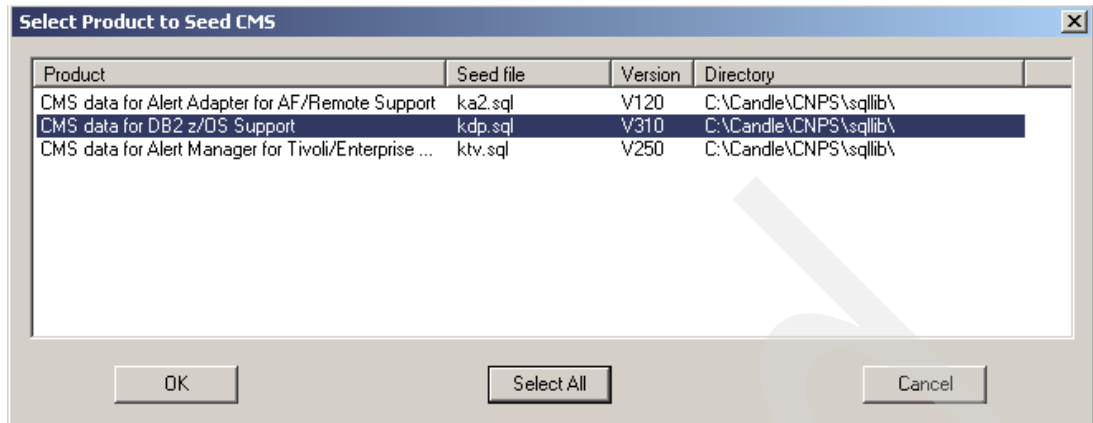 Select Product to Seed CMS
Product Seed file Version Directory
CMS data for Alert Adapter for AF/Remote Support ka2.sql V120 C:\Candle\CNPS\sqllib\
CMS data for DB2 z/OS Support kdp.sql V310 C:\Candle\CNPS\sqllib\
CMS data for Alert Manager for Tivoli/Enterprise ... ktv.sql V250 C:\Candle\CNPS\sqllib\
OK Select All Cancel